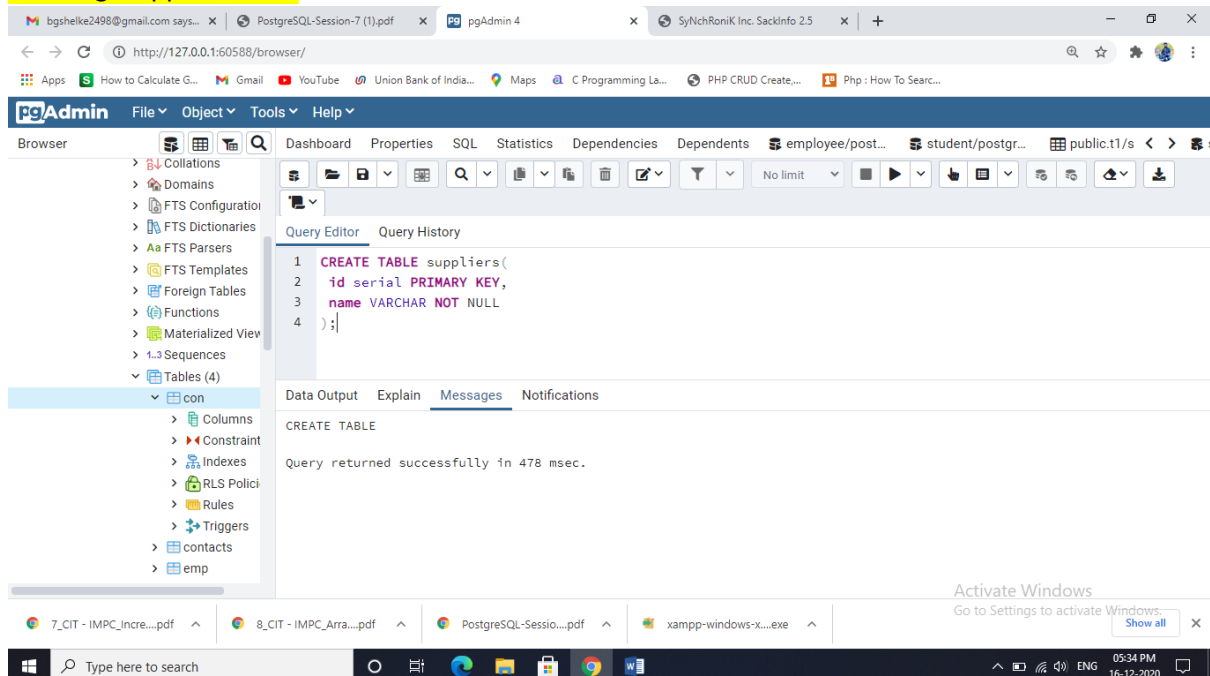 bgshelke2498@gmail.com says...
PostgreSQL-Session-7 (1).pdf
pgAdmin 4
SyNchRoniK Inc. SackInfo 2.5
http://127.0.0.1:60588/browser/
Apps
How to Calculate G...
Gmail
YouTube
Union Bank of India...
Maps
C Programming La...
PHP CRUD Create,...
Php : How To Searc...
pgAdmin File Object Tools Help
Browser
Dashboard Properties SQL Statistics Dependencies Dependents employee/post... student/postgr... public.t1/s
Collations
Domains
FTS Configuration
FTS Dictionaries
Aa FTS Parsers
FTS Templates
Foreign Tables
Functions
Materialized View
1..3 Sequences
Tables (4)
con
Columns
Constraint
Indexes
RLS Polici
Rules
Triggers
contacts
emp
No limit
Query Editor Query History
1 CREATE TABLE suppliers(
2 id serial PRIMARY KEY,
3 name VARCHAR NOT NULL
4 );
Data Output Explain Messages Notifications
CREATE TABLE
Query returned successfully in 478 msec.
Activate Windows
Go to Settings to activate Windows.
7_CIT - IMPC_Incre....pdf
8_CIT - IMPC_Arra....pdf
PostgreSQL-Sessio....pdf
xampp-windows-x....exe
Show all
Type here to search
ENG
05:34 PM
16-12-2020